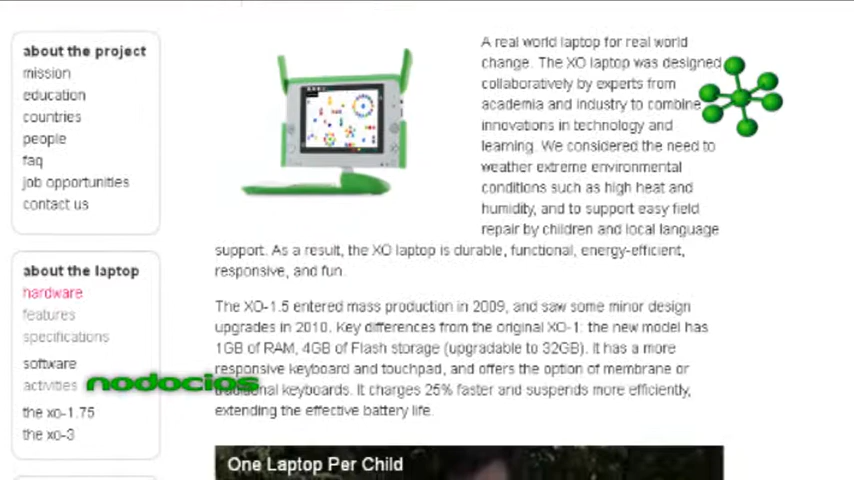 about the project
mission
education
countries
people
faq
job opportunities
contact us
about the laptop
hardware
features
specifications
software
activities
the xo-1.75
the xo-3
nodocios
A real world laptop for real world
change. The XO laptop was designed
collaboratively by experts from
academia and industry to combine
innovations in technology and
learning. We considered the need to
weather extreme environmental
conditions such as high heat and
humidity, and to support easy field
repair by children and local language
support. As a result, the XO laptop is durable, functional, energy-efficient,
responsive, and fun.
The XO-1.5 entered mass production in 2009, and saw some minor design
upgrades in 2010. Key differences from the original XO-1: the new model has
1GB of RAM, 4GB of Flash storage (upgradable to 32GB). It has a more
responsive keyboard and touchpad, and offers the option of membrane or
keyboards. It charges 25% faster and suspends more efficiently,
extending the effective battery life.
One Laptop Per Child